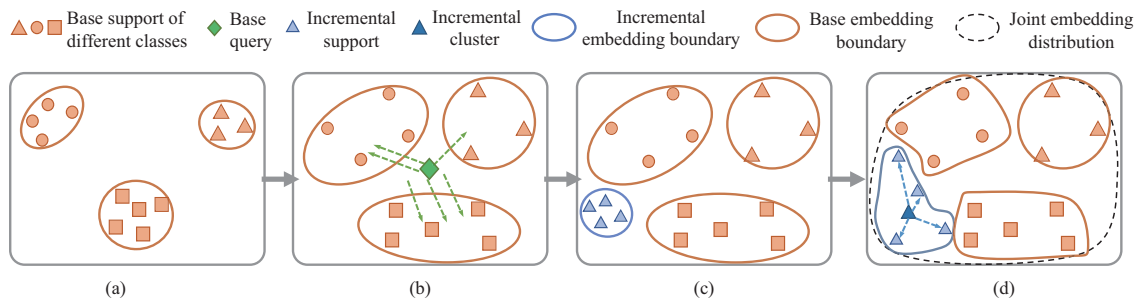 Base support of
different classes
Base
query
Incremental
support
Incremental
cluster
Incremental
embedding boundary
Base embedding
boundary
Joint embedding
distribution
(a)
(b)
(c)
(d)